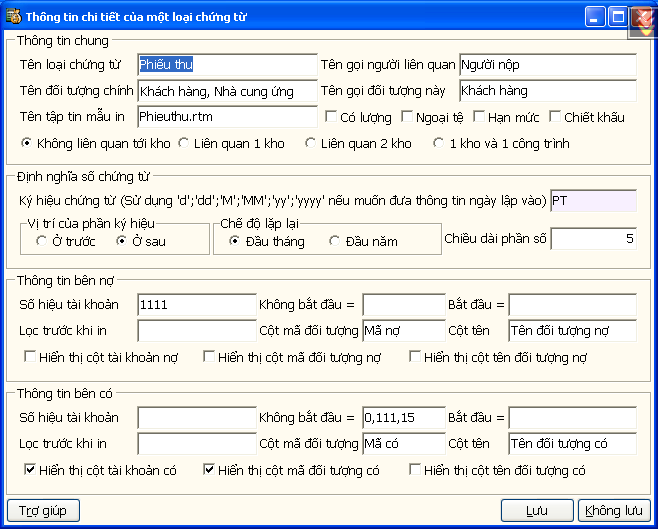 Thông tin chi tiết của một loại chứng từ
Thông tin chung
Tên loại chứng từ Phiếu thu Tên gọi người liên quan Người nộp
Tên đối tượng chính Khách hàng, Nhà cung ứng Tên gọi đối tượng này Khách hàng
Tên tập tin mẫu in Phieuthu.rtm Có lượng Ngoại tệ Hạn mức Chiết khấu
Không liên quan tới kho Liên quan 1 kho Liên quan 2 kho 1 kho và 1 công trình
Định nghĩa số chứng từ
Ký hiệu chứng từ (Sử dụng 'd';'dd';'M';'MM';'yy';'yyyy' nếu muốn đưa thông tin ngày lập vào) PT
Vị trí của phần ký hiệu Chế độ lặp lại
Ở trước Ở sau Đầu tháng Đầu năm Chiều dài phần số 5
Thông tin bên nợ
Số hiệu tài khoản 1111 Không bắt đầu = Bắt đầu =
Lọc trước khi in Cột mã đối tượng Mã nợ Cột tên Tên đối tượng nợ
Hiển thị cột tài khoản nợ Hiển thị cột mã đối tượng nợ Hiển thị cột tên đối tượng nợ
Thông tin bên có
Số hiệu tài khoản Không bắt đầu = 0,111,15 Bắt đầu =
Lọc trước khi in Cột mã đối tượng Mã có Cột tên Tên đối tượng có
Hiển thị cột tài khoản có Hiển thị cột mã đối tượng có Hiển thị cột tên đối tượng có
Trợ giúp Lưu Không lưu